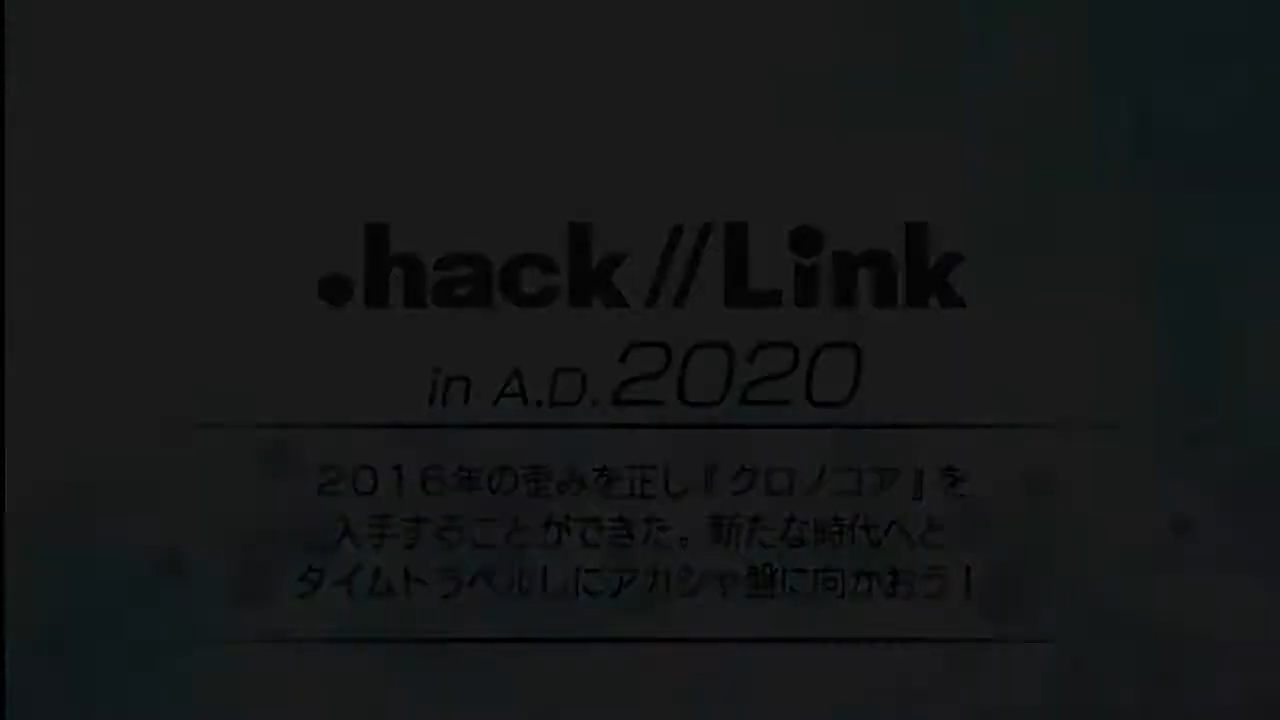 .hack//Link
in A.D. 2020
2016年の歪みを正し『クロノコア』を
入手することができた。新たな時代へと
タイムトラベルしにアカシャ盤に向かおう！